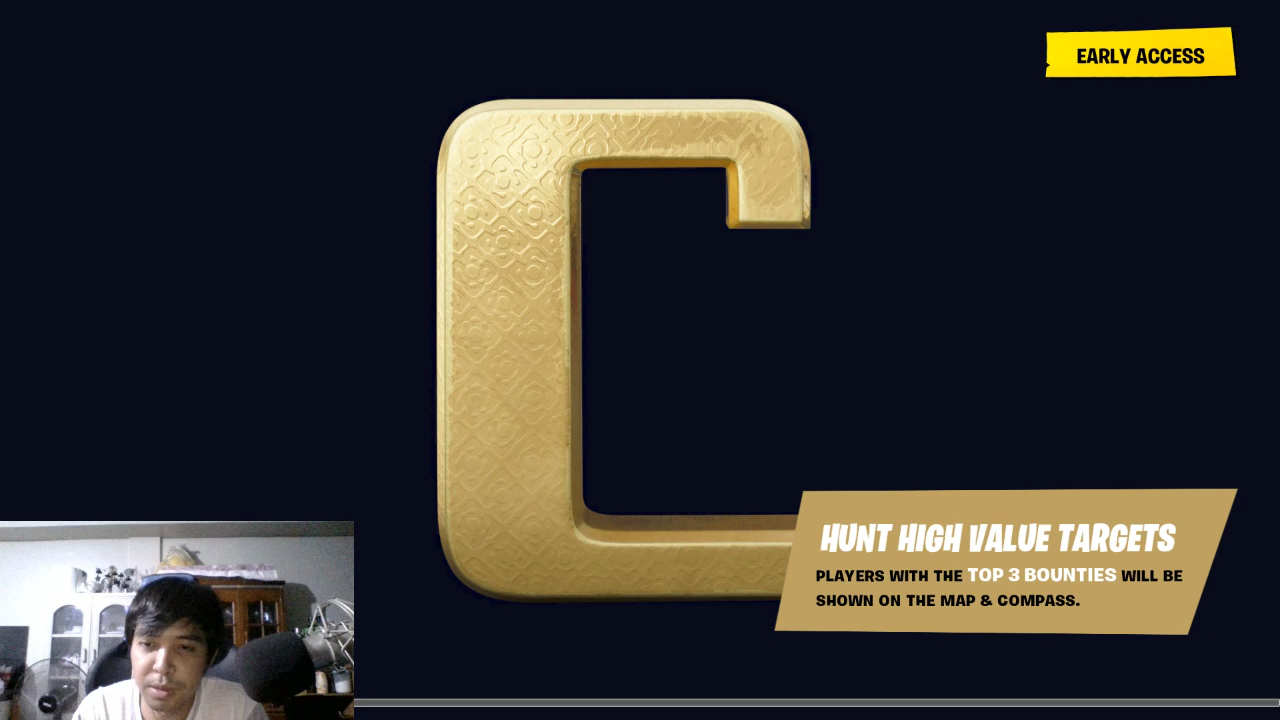 EARLY ACCESS
C
HUNT HIGH VALUE TARGETS
PLAYERS WITH THE TOP 3 BOUNTIES WILL BE
SHOWN ON THE MAP & COMPASS.